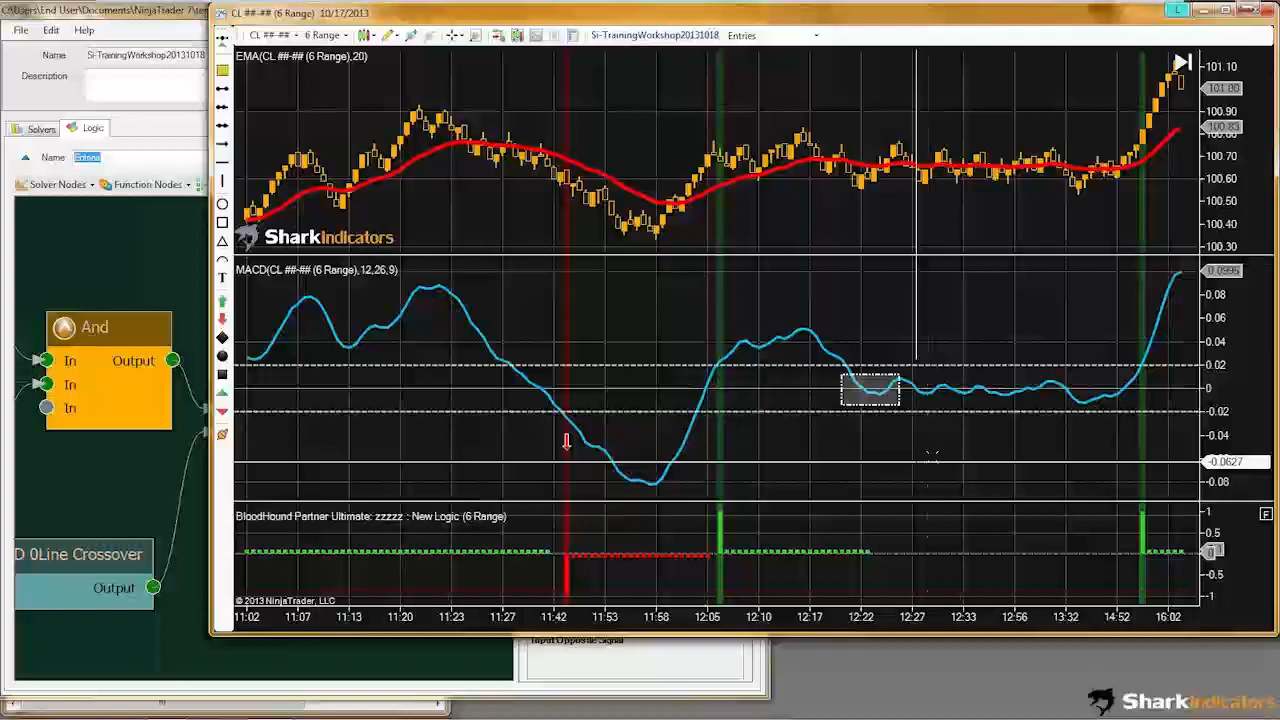 C:\Users\End User\Documents\NinjaTrader 7\tem
CL ##-## (6 Range) 10/17/2013
L
File Edit
CL ##-## 6 Range
Si-TrainingWorkshop20131018 Entries
Name Si-TrainingWorkshop20131018
Description
EMA(CL ##-## (6 Range),20)
101.10
101.00
100.90
100.83
100.70
100.60
100.50
100.40
100.30
Solvers Logic
Name Entries
Solver Nodes Function Nodes
SharkIndicators
MACD(CL ##-## (6 Range),12,26,9)
0.0995
0.08
0.06
0.04
0.02
0
-0.02
-0.04
-0.0627
-0.08
And
In Output
In
In
D 0Line Crossover
Output
BloodHound Partner Ultimate: zzzzz : New Logic (6 Range)
F
1
0.5
0
-0.5
-1
© 2013 NinjaTrader, LLC
11:02 11:07 11:13 11:20 11:23 11:27 11:42 11:53 11:58 12:05 12:10 12:17 12:22 12:27 12:33 12:56 13:32 14:52 16:02
Input Opposite Signal
SharkIndicators